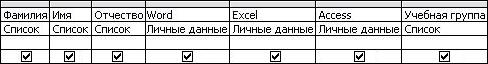 Фамилия Имя Отчество Word Excel Access Учебная группа
Список Список Список Личные данные Личные данные Личные данные Список